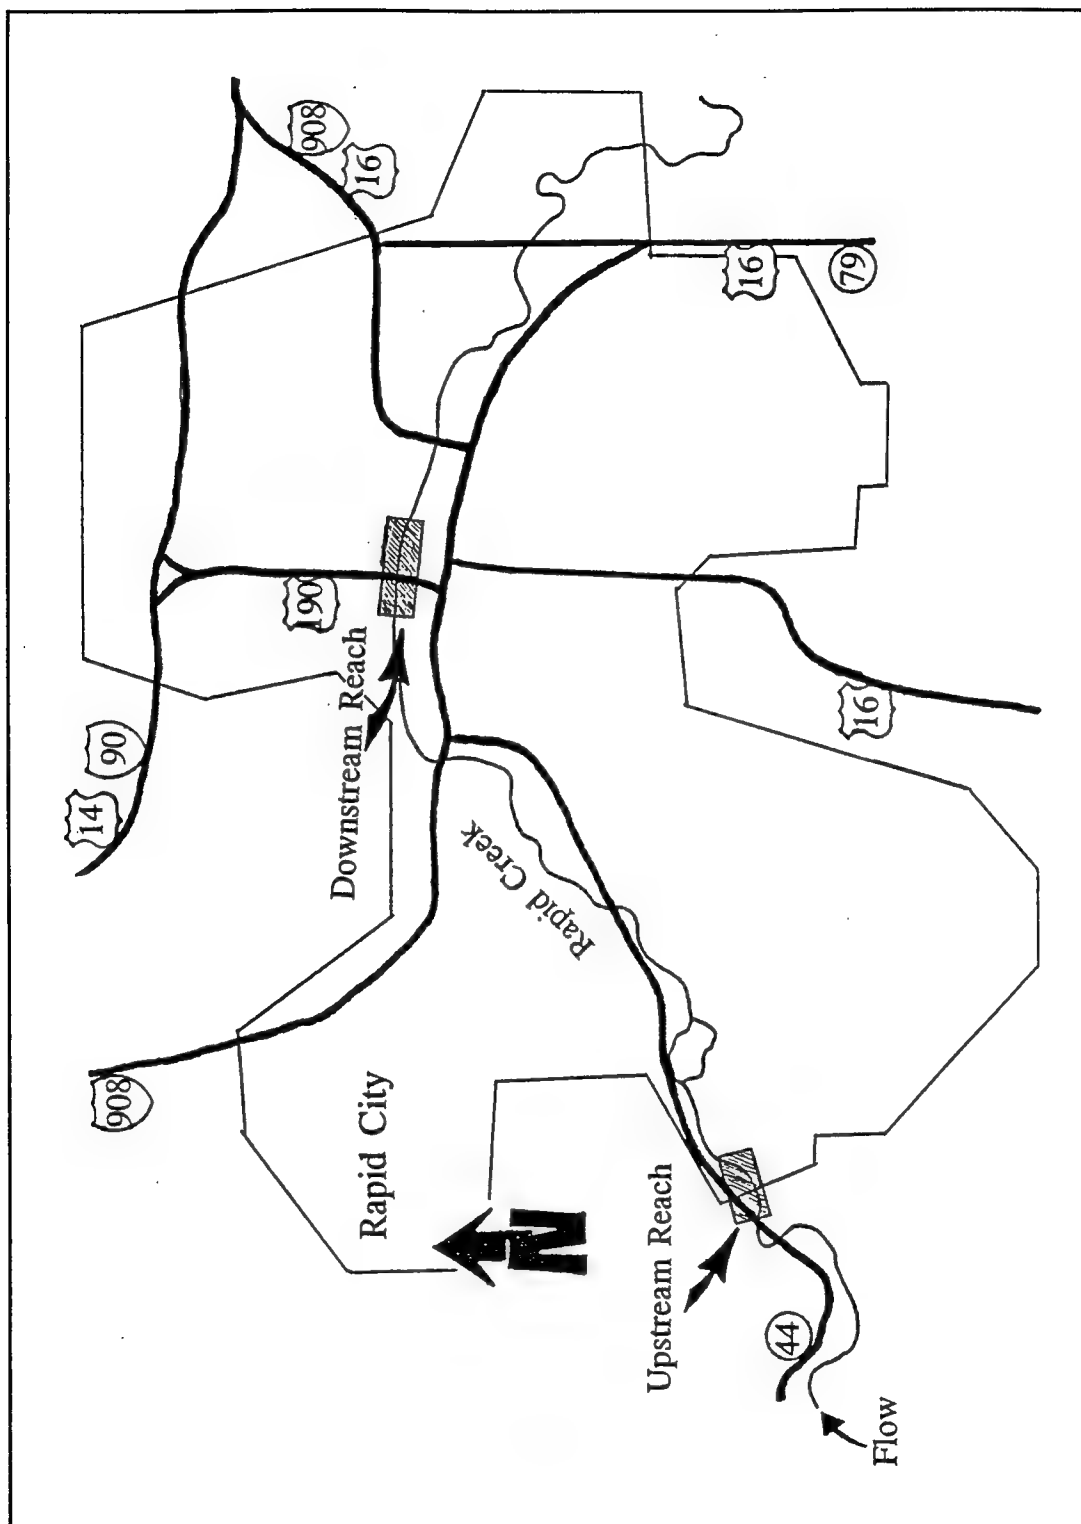 908
16
14
90
190
16
79
Downstream Reach
Rapid Creek
16
908
Rapid City
N
Upstream Reach
44
Flow